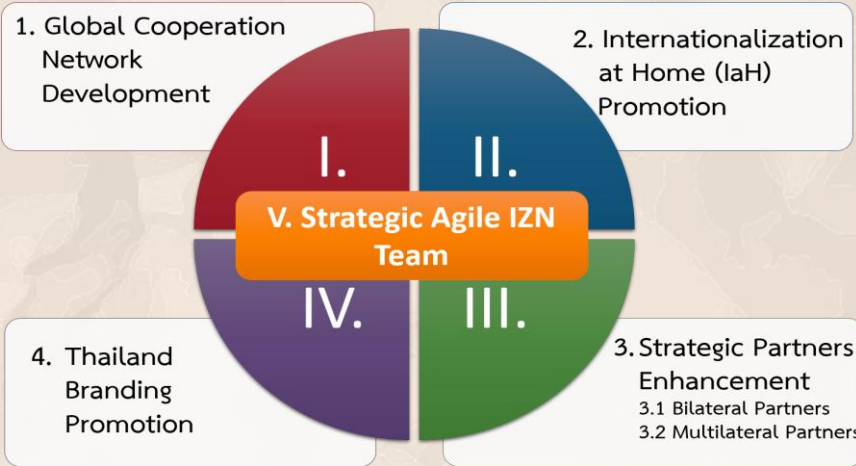 1. Global Cooperation
Network
Development
2. Internationalization
at Home (IaH)
Promotion
I.
II.
V. Strategic Agile IZN
Team
IV.
III.
4. Thailand
Branding
Promotion
3. Strategic Partners
Enhancement
3.1 Bilateral Partners
3.2 Multilateral Partners